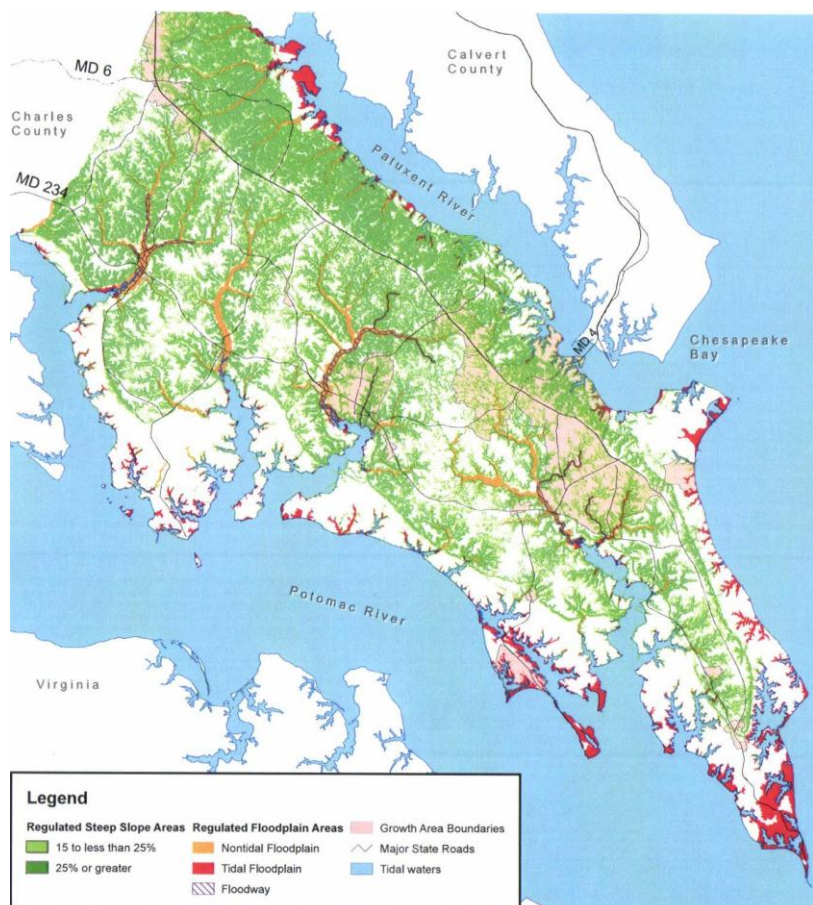 Calvert
County
MD 6
Charles
County
Patuxent River
MD 234
MD 4
Chesapeake
Bay
Potomac River
Virginia
Legend
Regulated Steep Slope Areas
15 to less than 25%
25% or greater
Regulated Floodplain Areas
Nontidal Floodplain
Tidal Floodplain
Floodway
Growth Area Boundaries
Major State Roads
Tidal waters